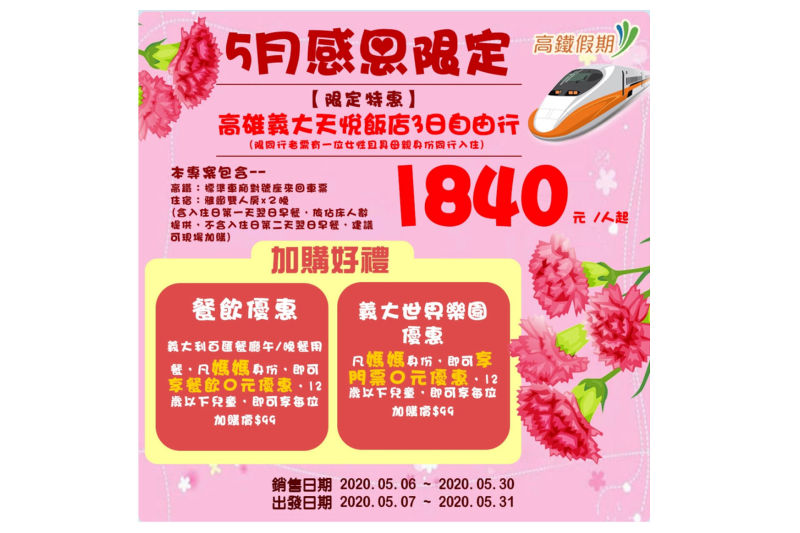 5月感恩限定
高鐵假期
【限定特惠】
高雄義大天悅飯店3日自由行
(限同行者需有一位女性且具母親身份同行入住)
本專案包含--
高鐵：標準車廂對號座來回車票
住宿：雅緻雙人房x2晚
(含入住日第一天翌日早餐，依佔床人數
提供，不含入住日第二天翌日早餐，建議
可現場加購)
1840元 /人起
加購好禮
餐飲優惠
義大利百匯餐廳午/晚餐用
餐，凡媽媽身份，即可
享餐飲0元優惠，12
歲以下兒童，即可享每位
加購價$99
義大世界樂園
優惠
凡媽媽身份，即可享
門票0元優惠，12
歲以下兒童，即可享每位
加購價$99
銷售日期 2020.05.06 ~ 2020.05.30
出發日期 2020.05.07 ~ 2020.05.31